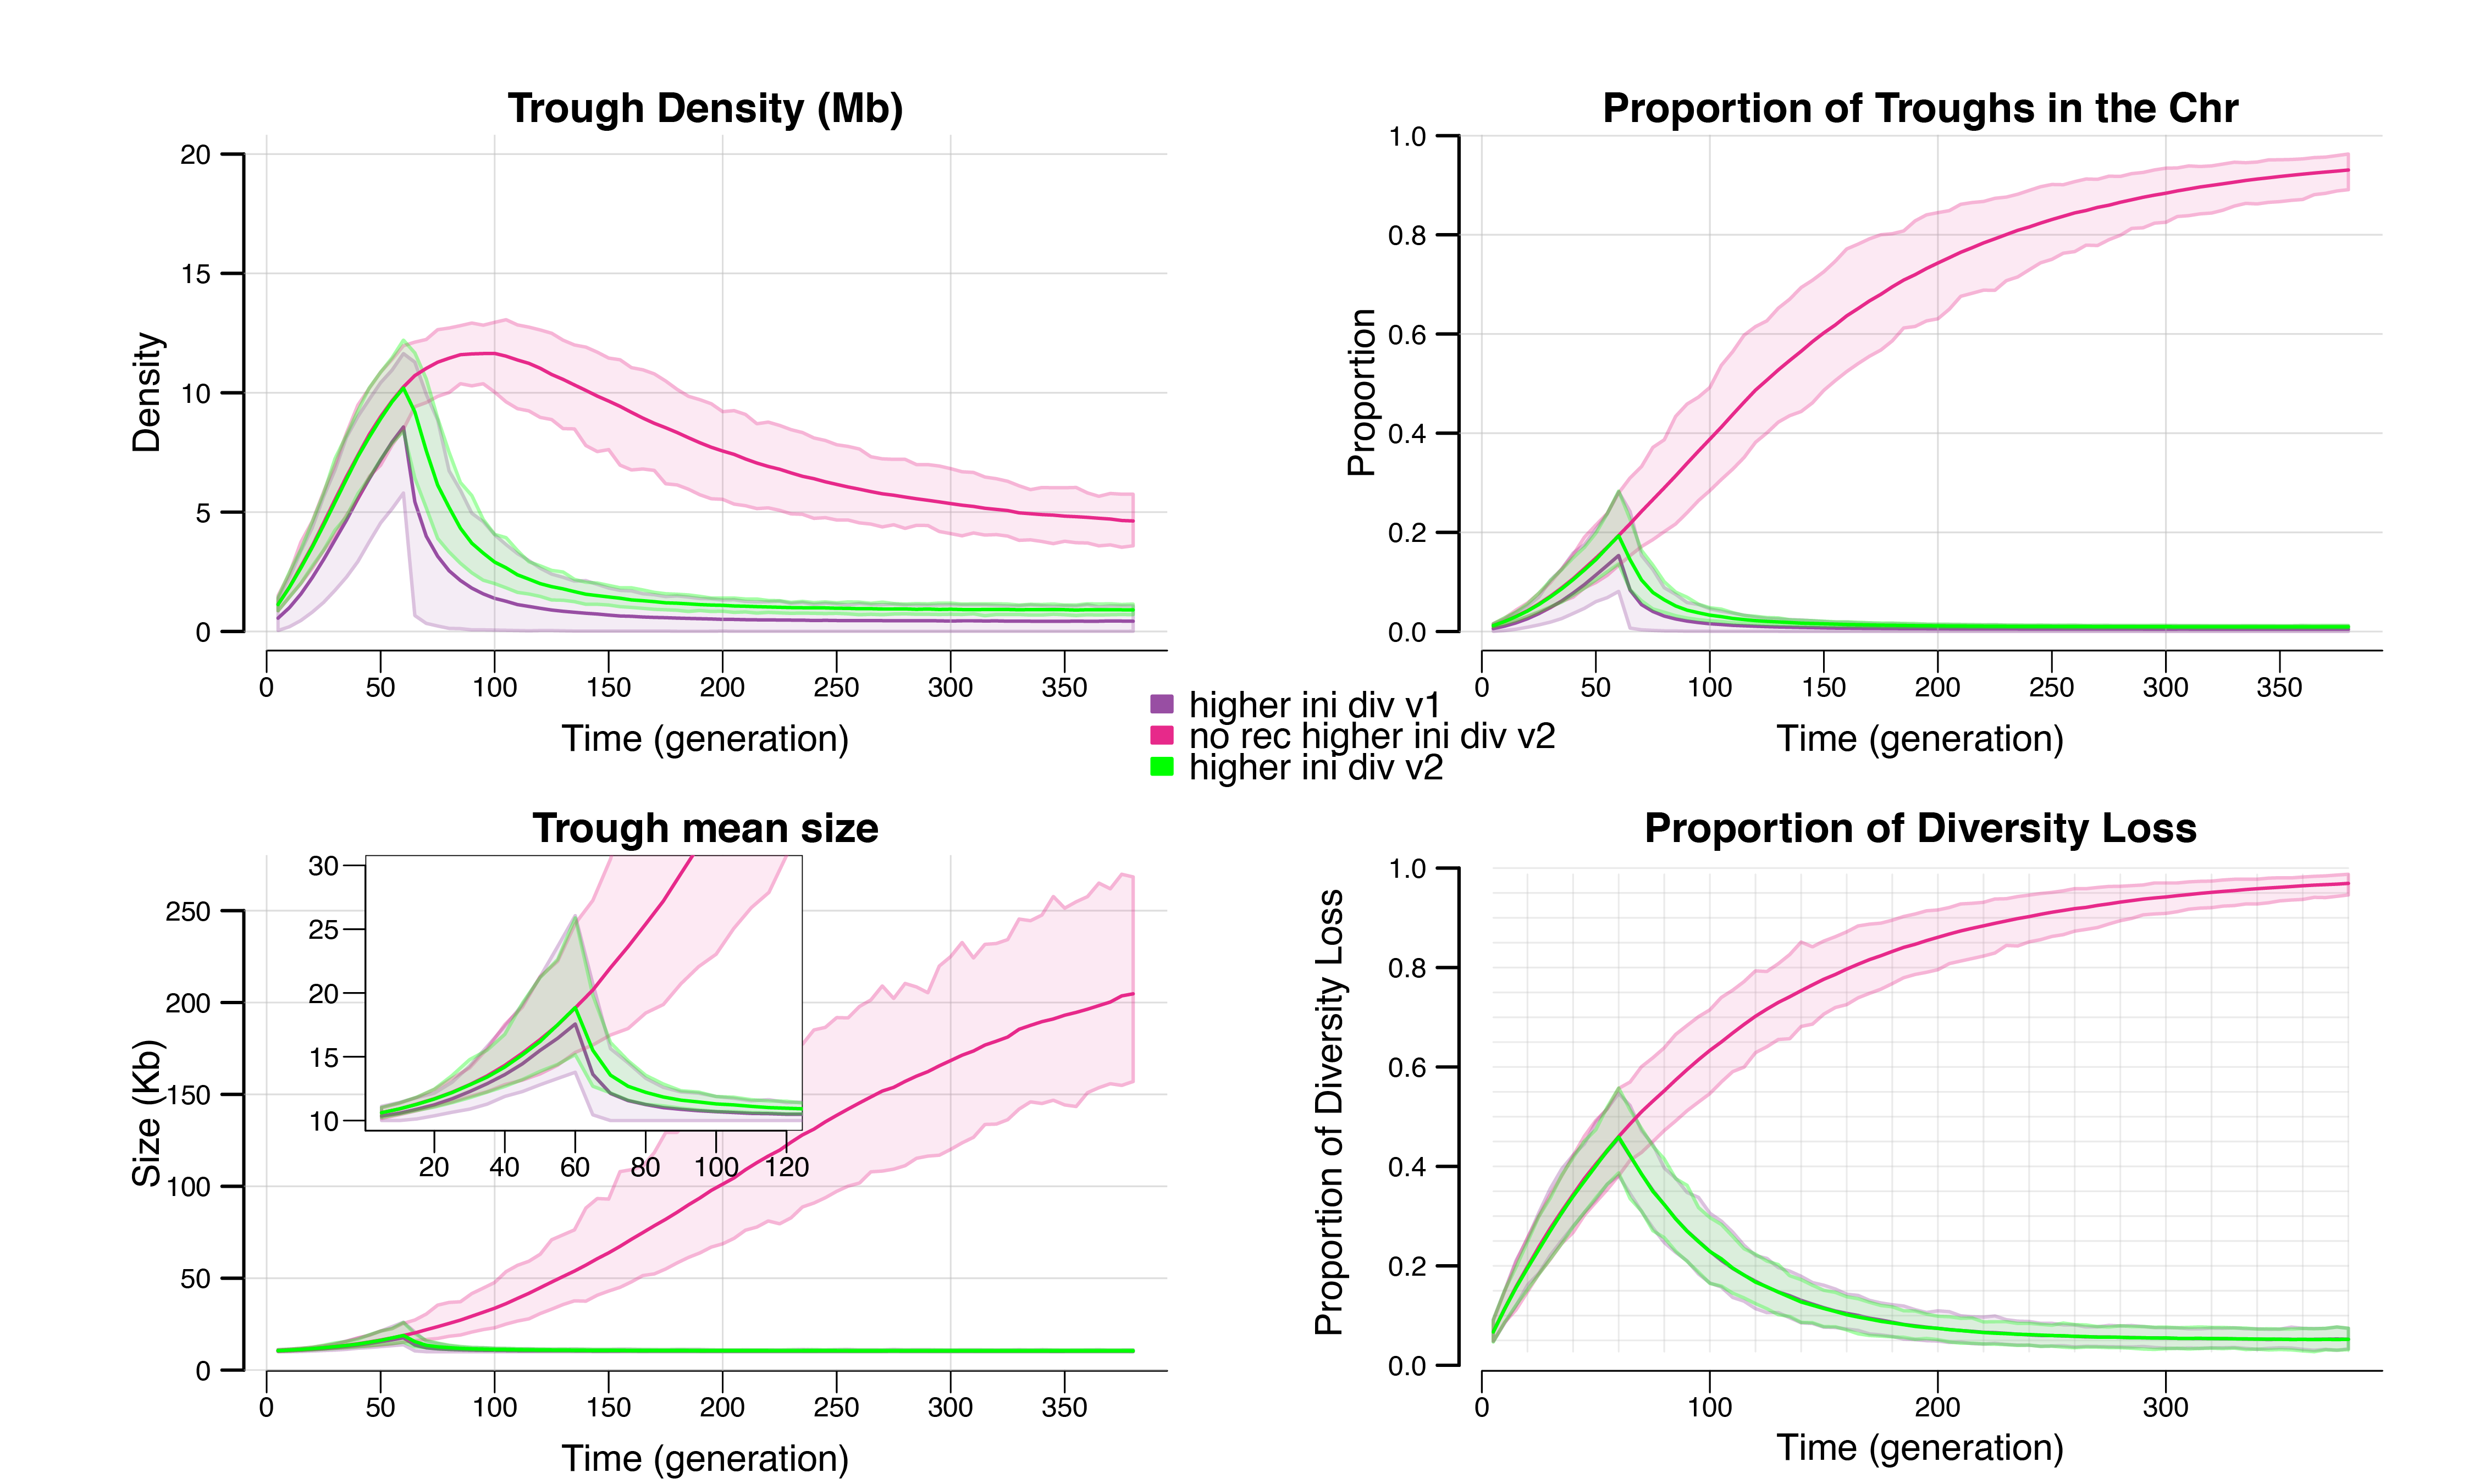 Trough Density (Mb)
Density
20
15
10
5
0
0 50 100 150 200 250 300 350
Time (generation)
Proportion of Troughs in the Chr
Proportion
1.0
0.8
0.6
0.4
0.2
0.0
0 50 100 150 200 250 300 350
Time (generation)
higher ini div v1
no rec higher ini div v2
higher ini div v2
Trough mean size
Size (Kb)
250
200
150
100
50
0
30
25
20
15
10
20 40 60 80 100 120
0 50 100 150 200 250 300 350
Time (generation)
Proportion of Diversity Loss
Proportion of Diversity Loss
1.0
0.8
0.6
0.4
0.2
0.0
0 100 200 300
Time (generation)